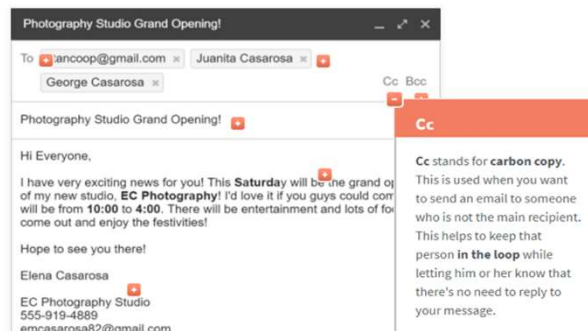 Photography Studio Grand Opening!
To tancoop@gmail.com × Juanita Casarosa ×
George Casarosa × Cc Bcc
Photography Studio Grand Opening!
Hi Everyone,
I have very exciting news for you! This Saturday will be the grand
of my new studio, EC Photography! I'd love it if you guys could
will be from 10:00 to 4:00. There will be entertainment and lots of
come out and enjoy the festivities!
Hope to see you there!
Elena Casarosa
EC Photography Studio
555-919-4889
emcasarosa82@gmail.com
Cc
Cc stands for carbon copy.
This is used when you want
to send an email to someone
who is not the main recipient.
This helps to keep that
person in the loop while
letting him or her know that
there's no need to reply to
your message.